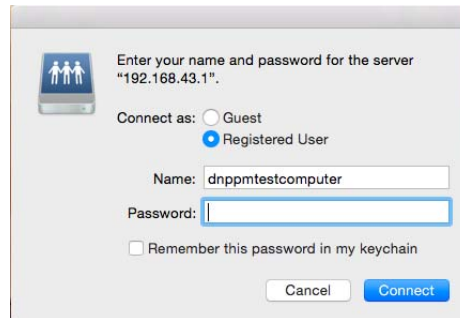 Enter your name and password for the server
“192.168.43.1”.
Connect as: Guest
Registered User
Name: dnppmtestcomputer
Password:
Remember this password in my keychain
Cancel Connect